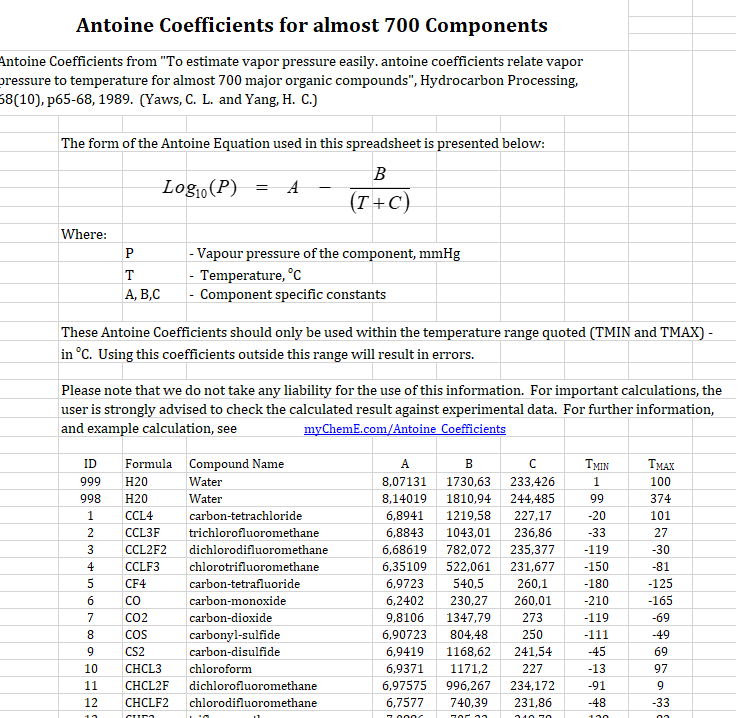 Antoine Coefficients for almost 700 Components
Antoine Coefficients from "To estimate vapor pressure easily. antoine coefficients relate vapor
pressure to temperature for almost 700 major organic compounds", Hydrocarbon Processing,
68(10), p65-68, 1989. (Yaws, C. L. and Yang, H. C.)
The form of the Antoine Equation used in this spreadsheet is presented below:
Log₁₀(P) = A − B / (T + C)
Where:
P - Vapour pressure of the component, mmHg
T - Temperature, °C
A, B,C - Component specific constants
These Antoine Coefficients should only be used within the temperature range quoted (TMIN and TMAX) -
in °C. Using this coefficients outside this range will result in errors.
Please note that we do not take any liability for the use of this information. For important calculations, the
user is strongly advised to check the calculated result against experimental data. For further information,
and example calculation, see myChemE.com/Antoine Coefficients
ID Formula Compound Name A B C TMIN TMAX
999 H20 Water 8,07131 1730,63 233,426 1 100
998 H20 Water 8,14019 1810,94 244,485 99 374
1 CCL4 carbon-tetrachloride 6,8941 1219,58 227,17 -20 101
2 CCL3F trichlorofluoromethane 6,8843 1043,01 236,86 -33 27
3 CCL2F2 dichlorodifluoromethane 6,68619 782,072 235,377 -119 -30
4 CCLF3 chlorotrifluoromethane 6,35109 522,061 231,677 -150 -81
5 CF4 carbon-tetrafluoride 6,9723 540,5 260,1 -180 -125
6 CO carbon-monoxide 6,2402 230,27 260,01 -210 -165
7 CO2 carbon-dioxide 9,8106 1347,79 273 -119 -69
8 COS carbonyl-sulfide 6,90723 804,48 250 -111 -49
9 CS2 carbon-disulfide 6,9419 1168,62 241,54 -45 69
10 CHCL3 chloroform 6,9371 1171,2 227 -13 97
11 CHCL2F dichlorofluoromethane 6,97575 996,267 234,172 -91 9
12 CHCLF2 chlorodifluoromethane 6,7577 740,39 231,86 -48 -33